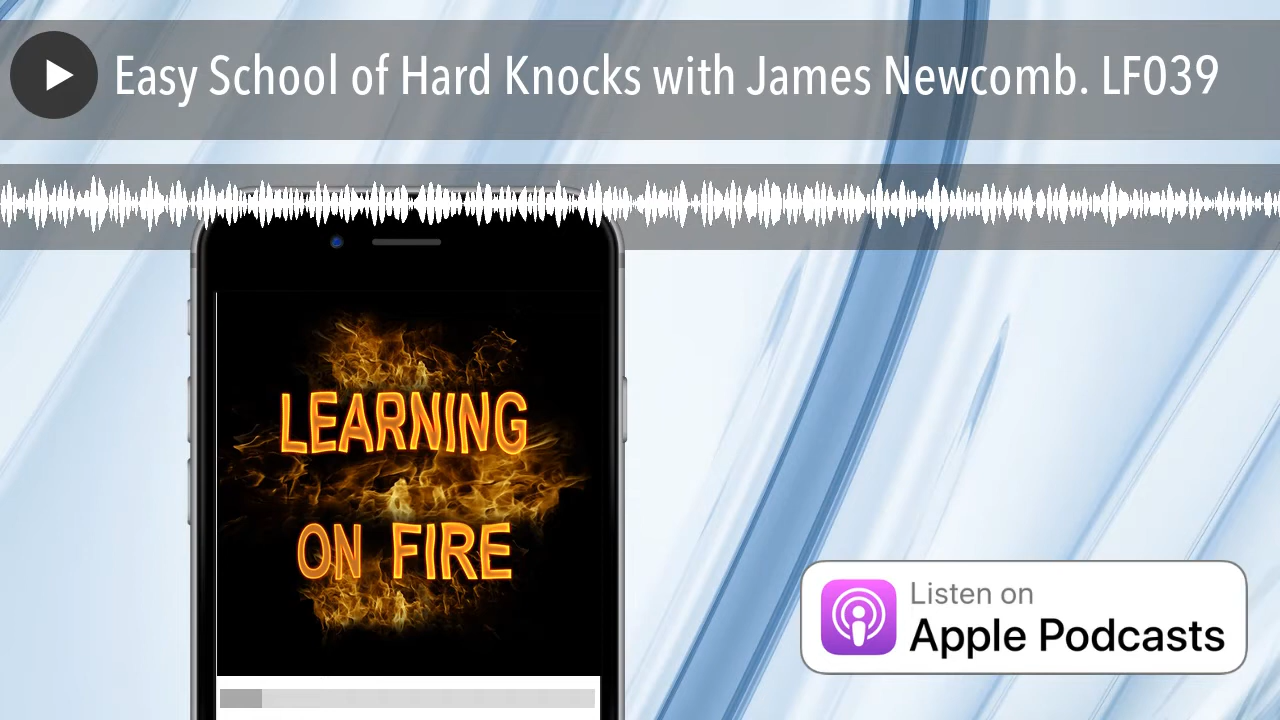 Easy School of Hard Knocks with James Newcomb. LF039
LEARNING
ON FIRE
Listen on
Apple Podcasts